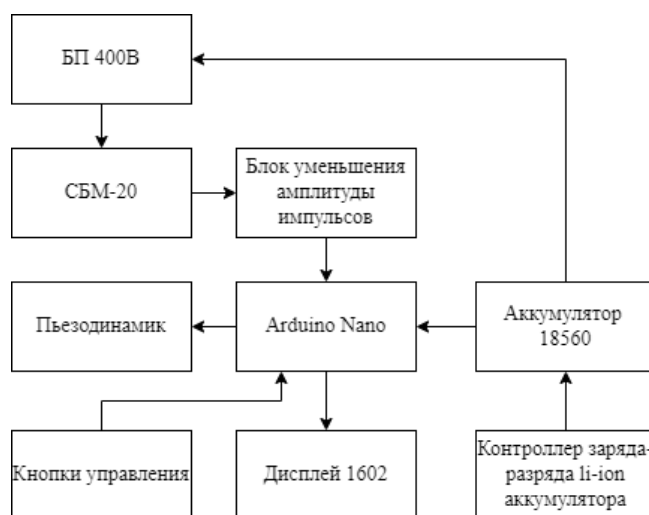 БП 400В
СБМ-20
Блок уменьшения
амплитуды
импульсов
Пьезодинамик
Arduino Nano
Аккумулятор
18560
Кнопки управления
Дисплей 1602
Контроллер заряда-
разряда li-ion
аккумулятора